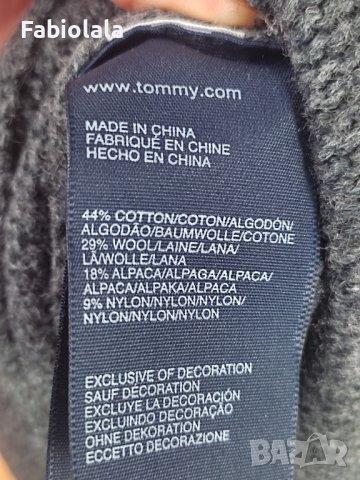 Fabiolala
www.tommy.com
MADE IN CHINA
FABRIQUÉ EN CHINE
HECHO EN CHINA
44% COTTON/COTON/ALGODÓN/
ALGODÃO/BAUMWOLLE/COTONE
29% WOOL/LAINE/LANA/
LÃ/WOLLE/LANA
18% ALPACA/ALPAGA/ALPACA/
ALPACA/ALPAKA/ALPACA
9% NYLON/NYLON/NYLON/
NYLON/NYLON/NYLON
EXCLUSIVE OF DECORATION
SAUF DÉCORATION
EXCLUYE LA DECORACIÓN
EXCLUINDO DECORAÇÃO
OHNE DEKORATION
ECCETTO DECORAZIONE
BAZAR